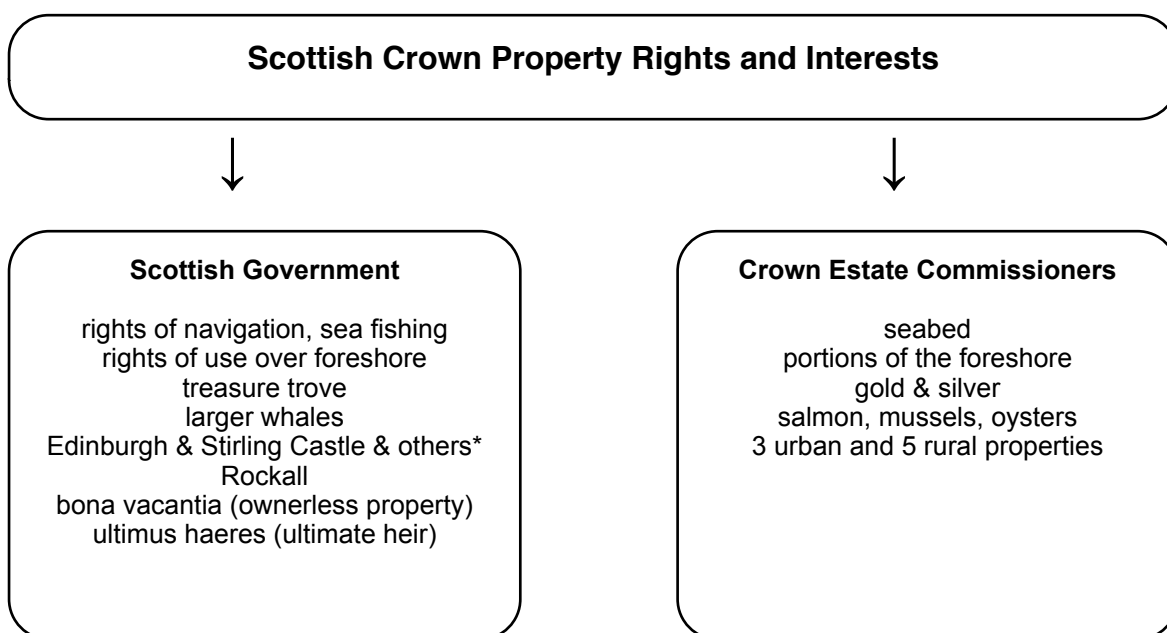 Scottish Crown Property Rights and Interests
Scottish Government
rights of navigation, sea fishing
rights of use over foreshore
treasure trove
larger whales
Edinburgh & Stirling Castle & others*
Rockall
bona vacantia (ownerless property)
ultimus haeres (ultimate heir)
Crown Estate Commissioners
seabed
portions of the foreshore
gold & silver
salmon, mussels, oysters
3 urban and 5 rural properties